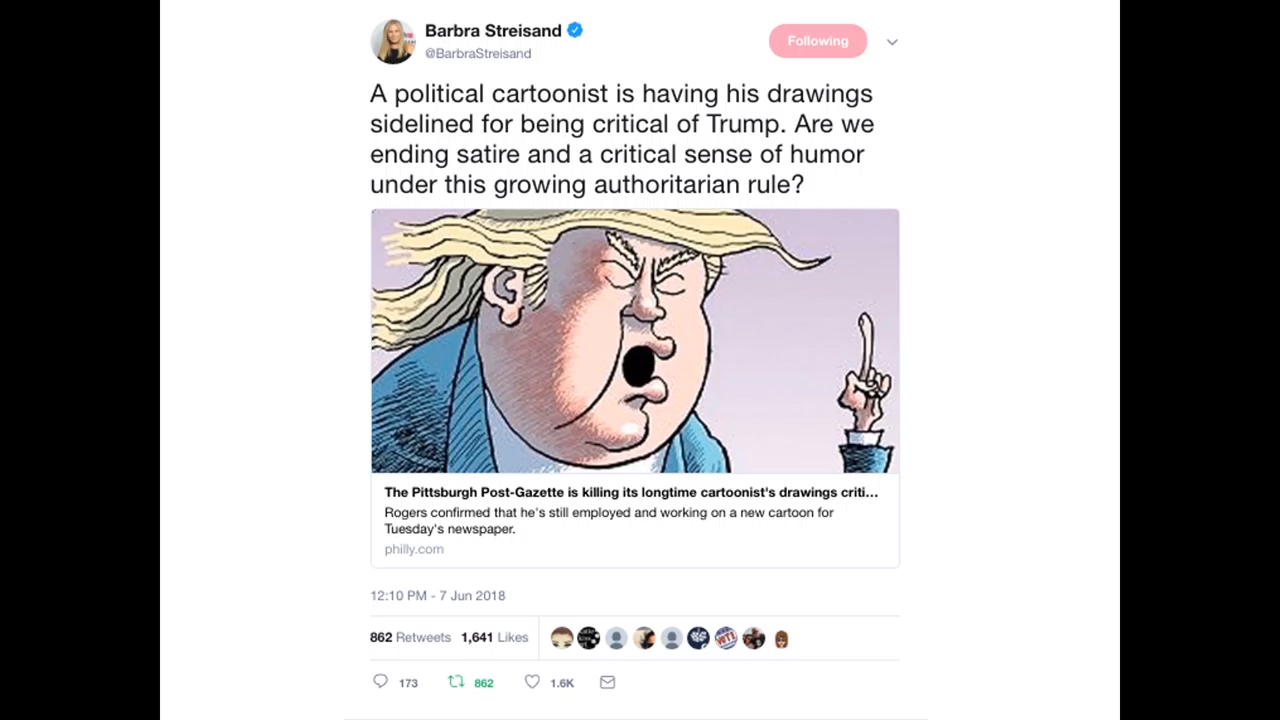 Barbra Streisand
Following
@BarbraStreisand
A political cartoonist is having his drawings
sidelined for being critical of Trump. Are we
ending satire and a critical sense of humor
under this growing authoritarian rule?
The Pittsburgh Post-Gazette is killing its longtime cartoonist's drawings criti...
Rogers confirmed that he's still employed and working on a new cartoon for
Tuesday's newspaper.
philly.com
12:10 PM - 7 Jun 2018
862 Retweets 1,641 Likes
173 862 1.6K